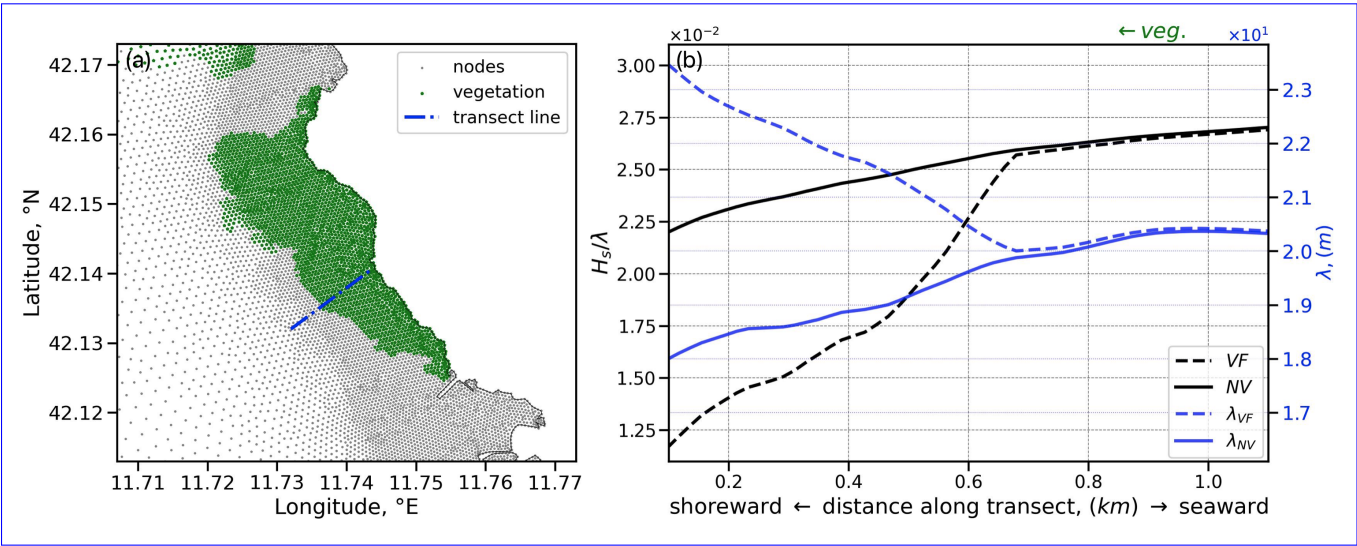 (a)
nodes
vegetation
transect line
42.17
42.16
42.15
42.14
42.13
42.12
Latitude, °N
11.71 11.72 11.73 11.74 11.75 11.76 11.77
Longitude, °E
×10⁻²
← veg.
×10¹
(b)
3.00
2.75
2.50
2.25
2.00
1.75
1.50
1.25
Hₛ/λ
2.3
2.2
2.1
2.0
1.9
1.8
1.7
λ, (m)
VF
NV
λ_VF
λ_NV
0.2 0.4 0.6 0.8 1.0
shoreward ← distance along transect, (km) → seaward